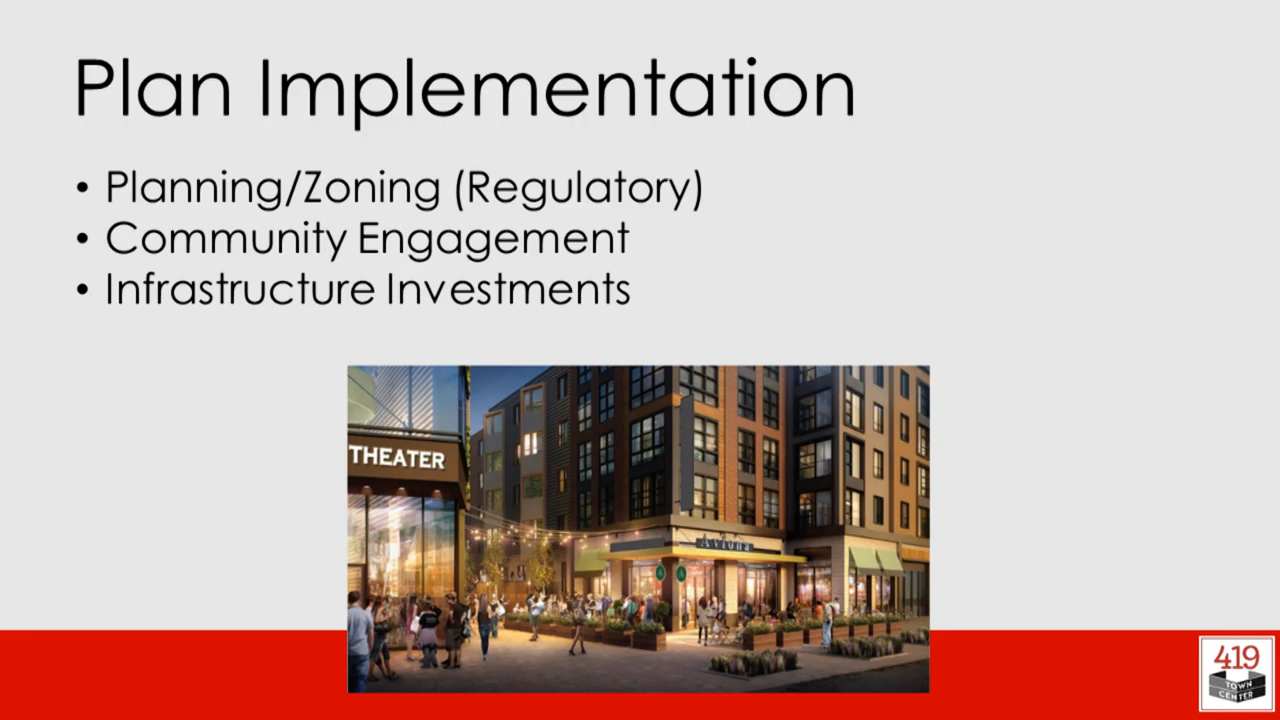 Plan Implementation
• Planning/Zoning (Regulatory)
• Community Engagement
• Infrastructure Investments
THEATER
419
TOWN
CENTER